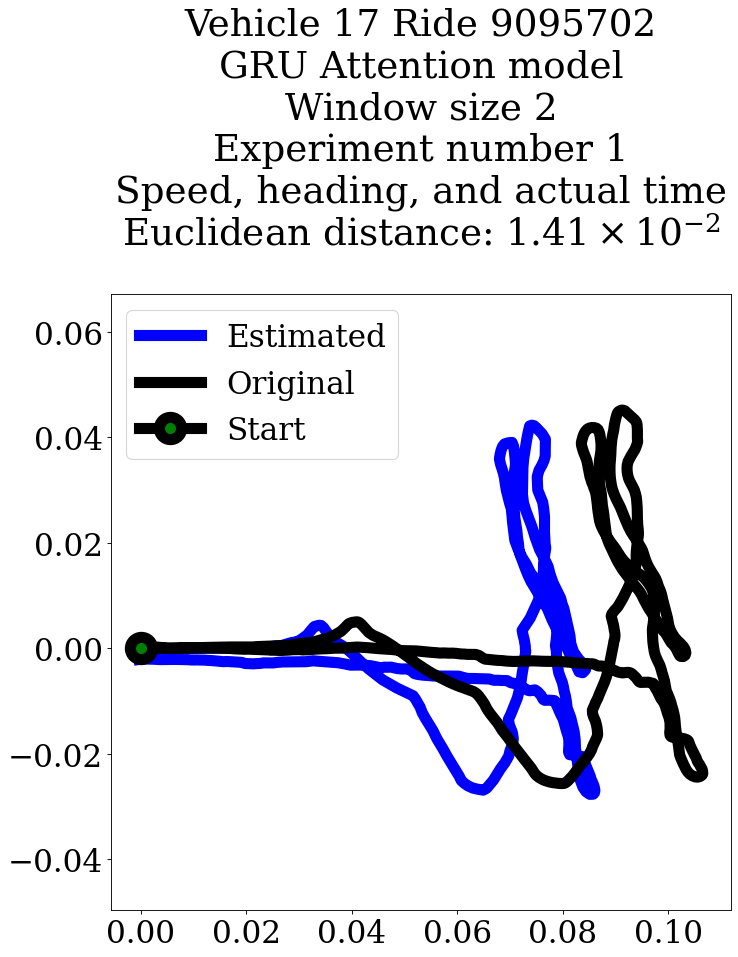 Vehicle 17 Ride 9095702
GRU Attention model
Window size 2
Experiment number 1
Speed, heading, and actual time
Euclidean distance: 1.41 × 10⁻²
Estimated
Original
Start
0.06
0.04
0.02
0.00
−0.02
−0.04
0.00 0.02 0.04 0.06 0.08 0.10